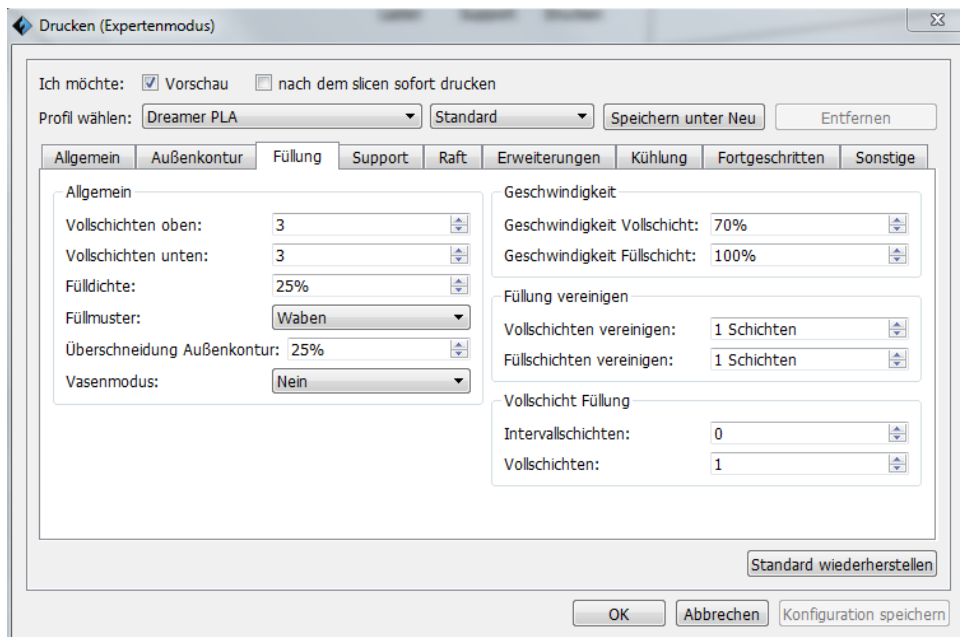 Drucken (Expertenmodus)
Ich möchte: Vorschau nach dem slicen sofort drucken
Profil wählen: Dreamer PLA Standard Speichern unter Neu Entfernen
Allgemein Außenkontur Füllung Support Raft Erweiterungen Kühlung Fortgeschritten Sonstige
Allgemein
Vollschichten oben: 3
Vollschichten unten: 3
Fülldichte: 25%
Füllmuster: Waben
Überschneidung Außenkontur: 25%
Vasenmodus: Nein
Geschwindigkeit
Geschwindigkeit Vollschicht: 70%
Geschwindigkeit Füllschicht: 100%
Füllung vereinigen
Vollschichten vereinigen: 1 Schichten
Füllschichten vereinigen: 1 Schichten
Vollschicht Füllung
Intervallschichten: 0
Vollschichten: 1
Standard wiederherstellen
OK Abbrechen Konfiguration speichern